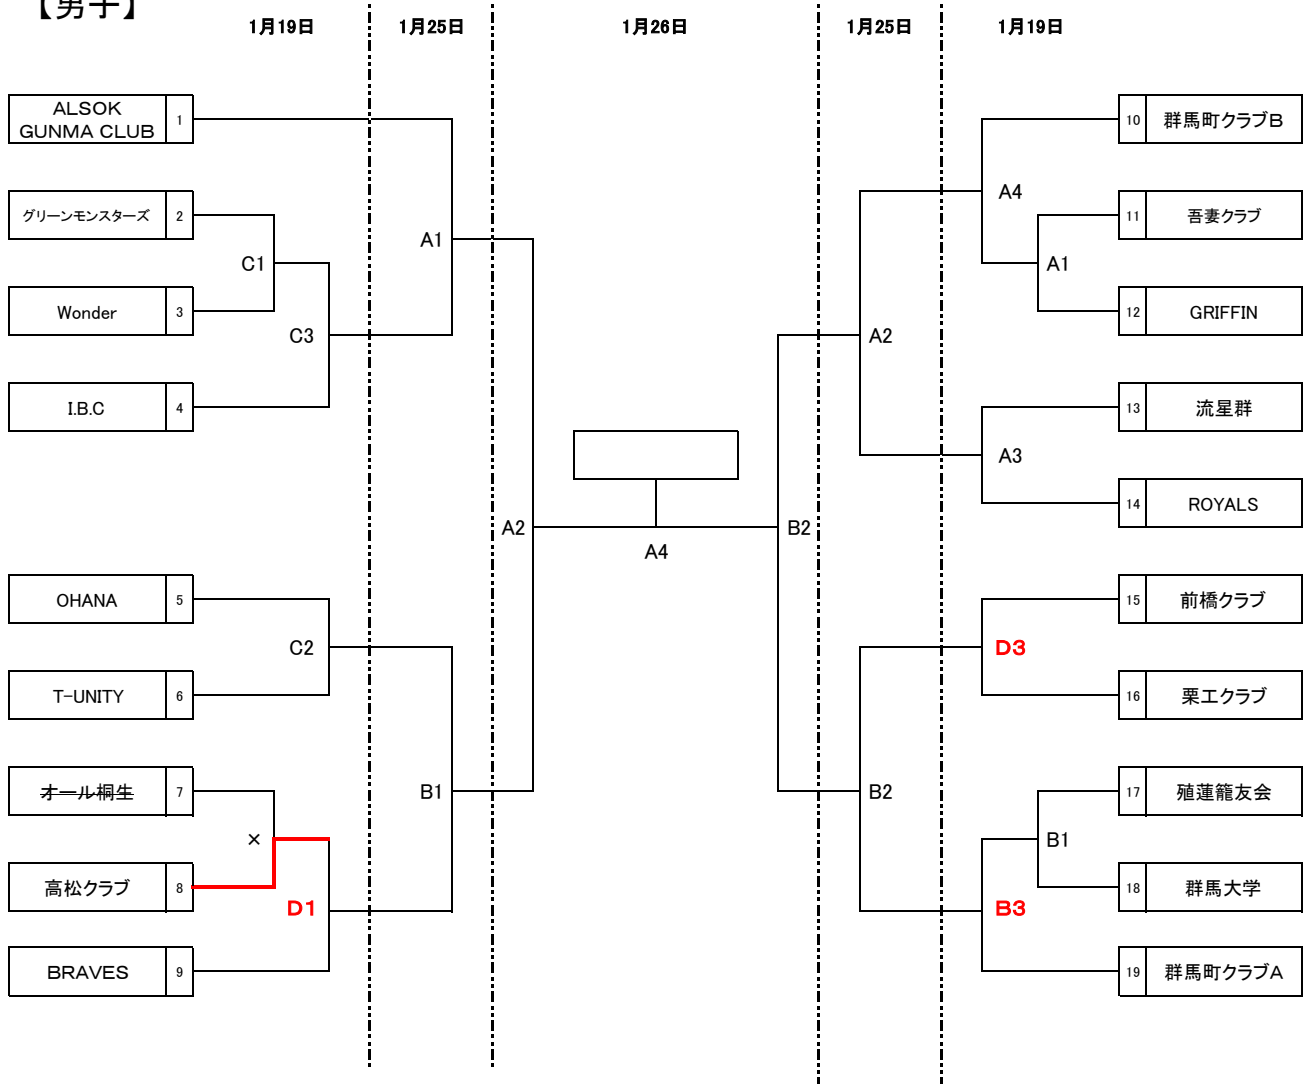 【男子】
1月19日
1月25日
1月26日
1月25日
1月19日
ALSOK
GUNMA CLUB
1
グリーンモンスターズ
2
Wonder
3
I.B.C
4
OHANA
5
T-UNITY
6
オール桐生
7
高松クラブ
8
BRAVES
9
C1
C3
A1
C2
×
D1
B1
A2
A4
B2
A2
B2
A4
A1
A3
D3
B1
B3
10
群馬町クラブB
11
吾妻クラブ
12
GRIFFIN
13
流星群
14
ROYALS
15
前橋クラブ
16
栗工クラブ
17
殖蓮籠友会
18
群馬大学
19
群馬町クラブA